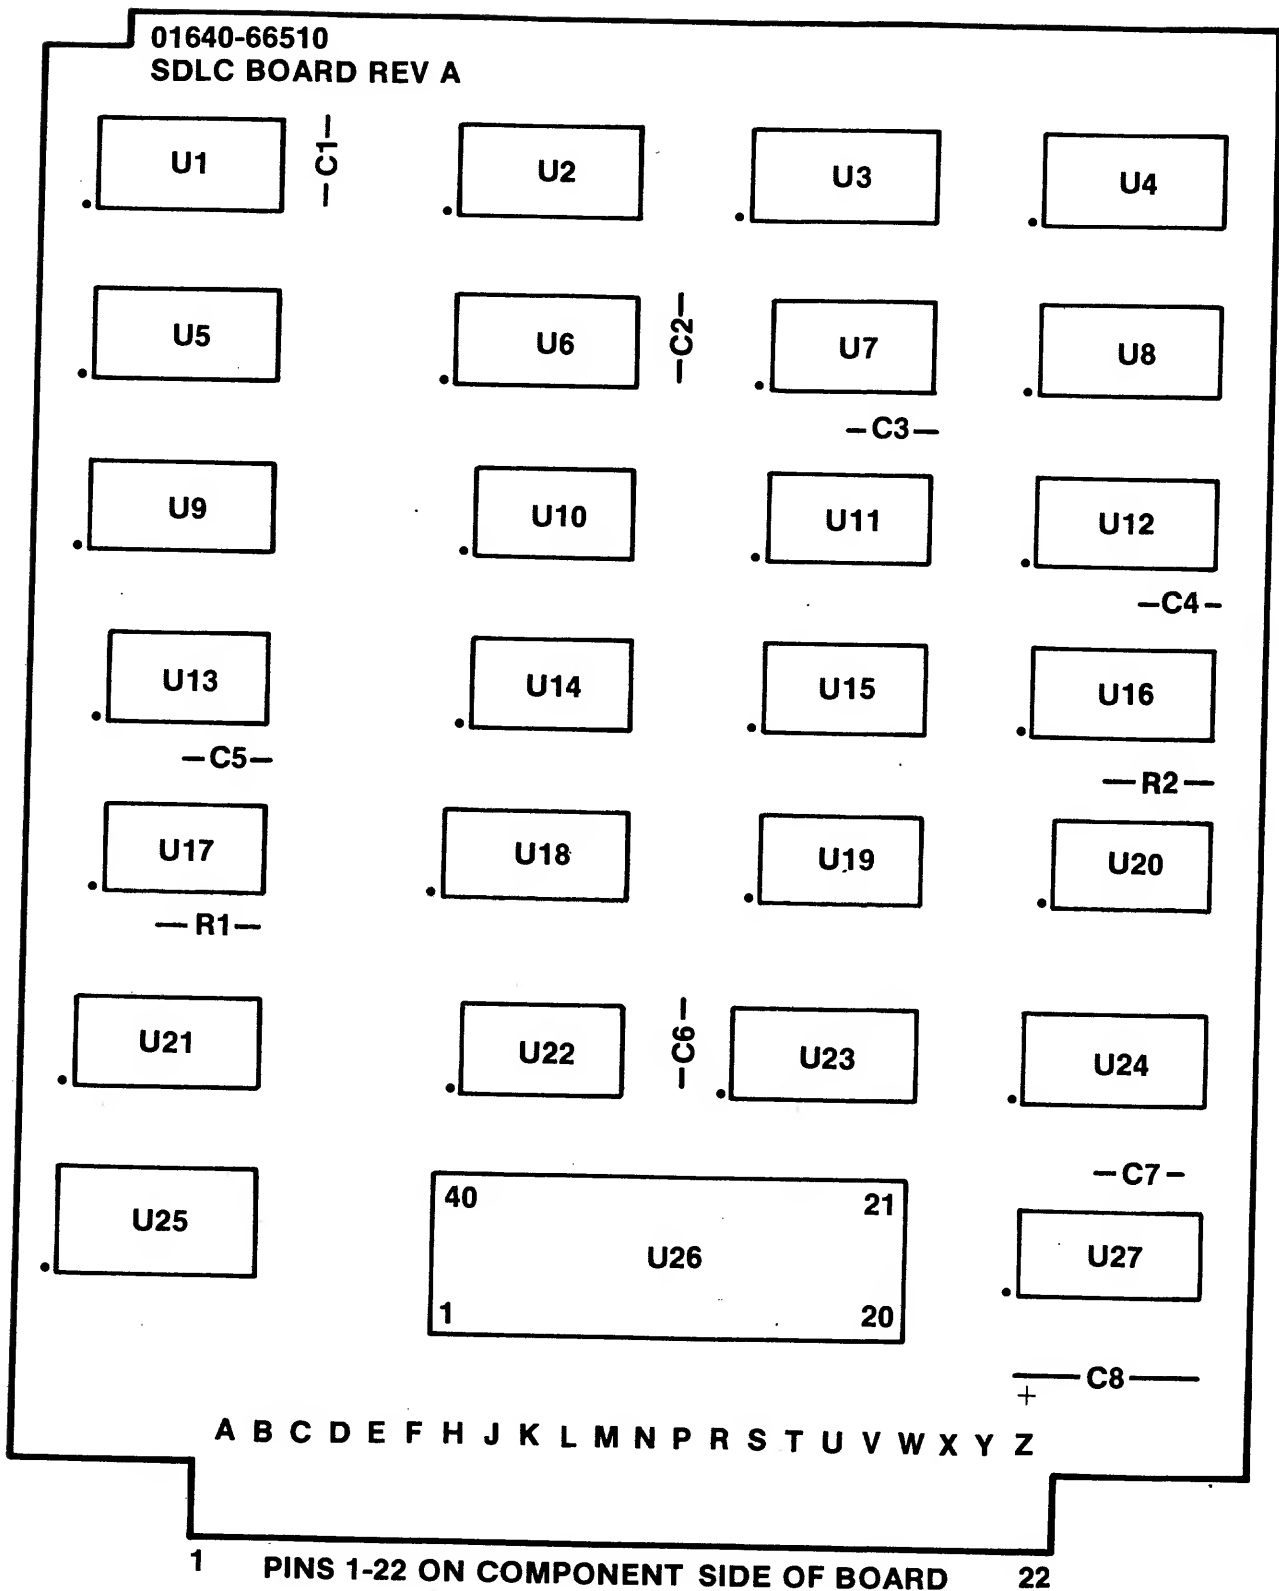 01640-66510
SDLC BOARD REV A
U1
C1
U2
U3
U4
U5
U6
C2
U7
U8
C3
U9
U10
U11
U12
C4
U13
U14
U15
U16
C5
R2
U17
U18
U19
U20
R1
U21
U22
C6
U23
U24
C7
U25
40
21
U26
1
20
U27
C8
+
A B C D E F H J K L M N P R S T U V W X Y Z
1 PINS 1-22 ON COMPONENT SIDE OF BOARD 22